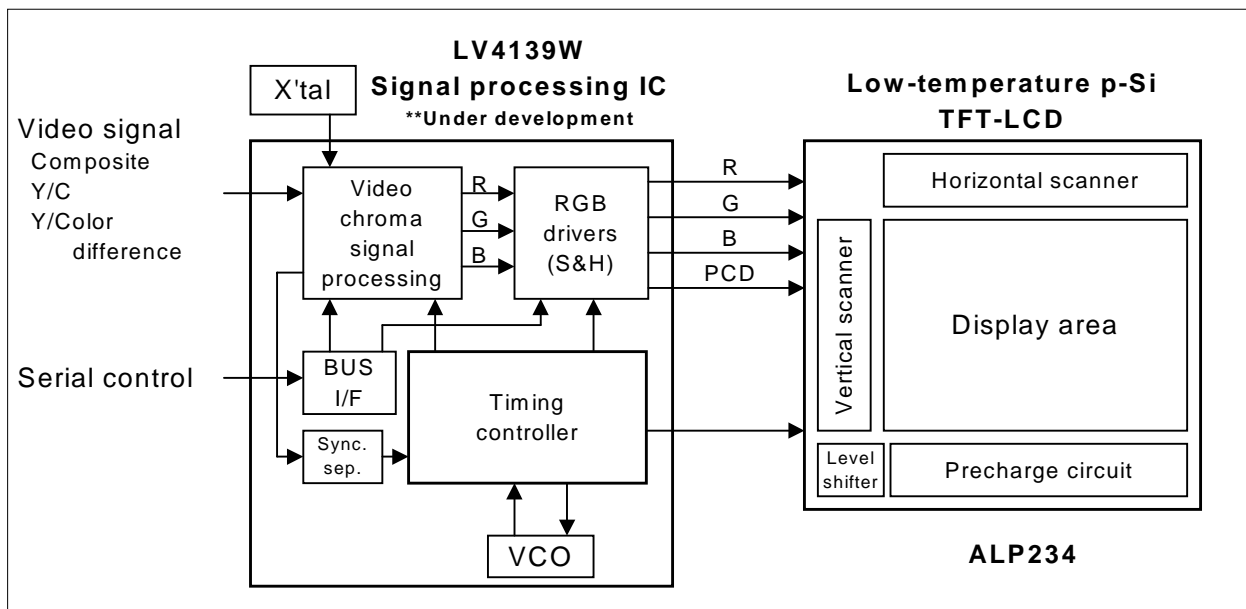 LV4139W
Signal processing IC
**Under development
Low-temperature p-Si
TFT-LCD
X'tal
Video signal
Composite
Y/C
Y/Color
difference
Video
chroma
signal
processing
R
G
B
RGB
drivers
(S&H)
R
G
B
PCD
Horizontal scanner
Vertical scanner
Display area
Serial control
BUS
I/F
Timing
controller
Sync.
sep.
Level
shifter
Precharge circuit
VCO
ALP234